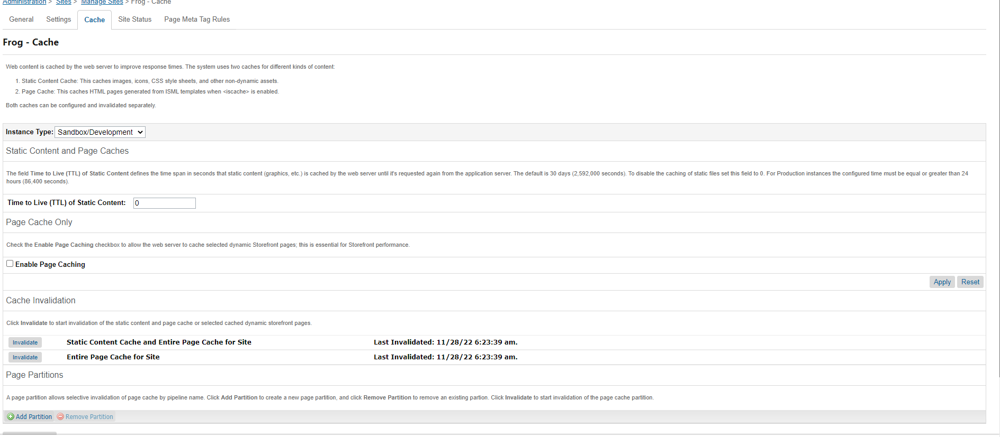 Administration > Sites > Manage Sites > Frog - Cache
General Settings Cache Site Status Page Meta Tag Rules
Frog - Cache
Web content is cached by the web server to improve response times. The system uses two caches for different kinds of content:
1. Static Content Cache: This caches images, icons, CSS style sheets, and other non-dynamic assets.
2. Page Cache: This caches HTML pages generated from ISML templates when <iscache> is enabled.
Both caches can be configured and invalidated separately.
Instance Type: Sandbox/Development
Static Content and Page Caches
The field Time to Live (TTL) of Static Content defines the time span in seconds that static content (graphics, etc.) is cached by the web server until it's requested again from the application server. The default is 30 days (2,592,000 seconds). To disable the caching of static files set this field to 0. For Production instances the configured time must be equal or greater than 24
hours (86,400 seconds).
Time to Live (TTL) of Static Content: 0
Page Cache Only
Check the Enable Page Caching checkbox to allow the web server to cache selected dynamic Storefront pages; this is essential for Storefront performance.
Enable Page Caching
Apply Reset
Cache Invalidation
Click Invalidate to start invalidation of the static content and page cache or selected cached dynamic storefront pages.
Invalidate Static Content Cache and Entire Page Cache for Site Last Invalidated: 11/28/22 6:23:39 am.
Invalidate Entire Page Cache for Site Last Invalidated: 11/28/22 6:23:39 am.
Page Partitions
A page partition allows selective invalidation of page cache by pipeline name. Click Add Partition to create a new page partition, and click Remove Partition to remove an existing partion. Click Invalidate to start invalidation of the page cache partition.
Add Partition Remove Partition